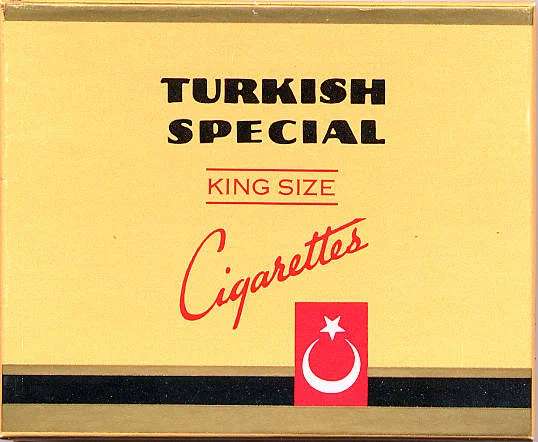 TURKISH
SPECIAL
KING SIZE
Cigarettes